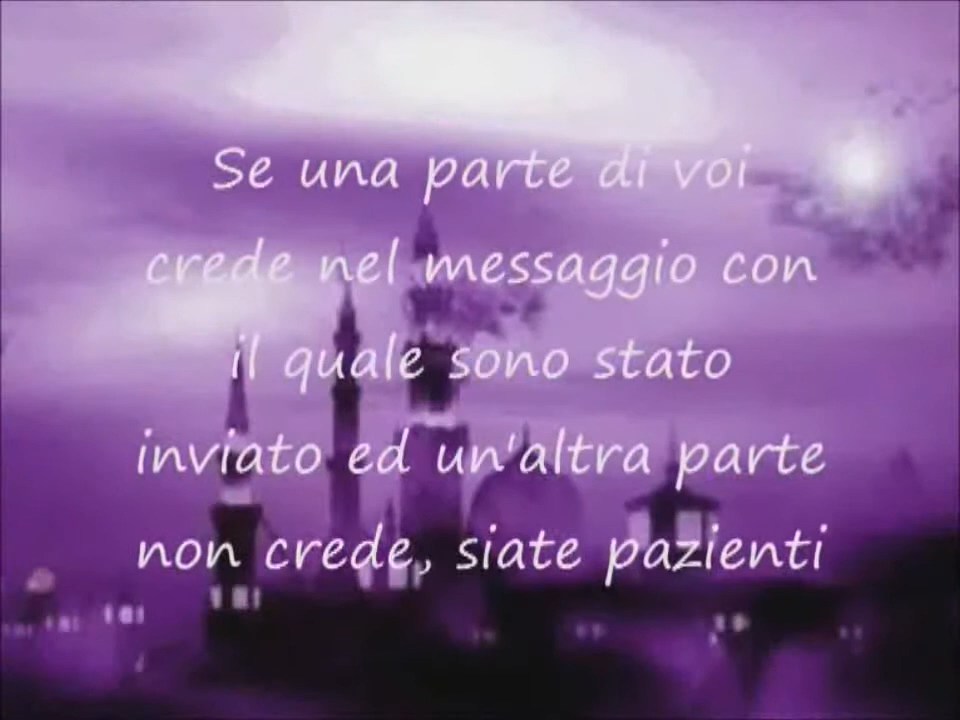 Se una parte di voi
crede nel messaggio con
il quale sono stato
inviato ed un'altra parte
non crede, siate pazienti